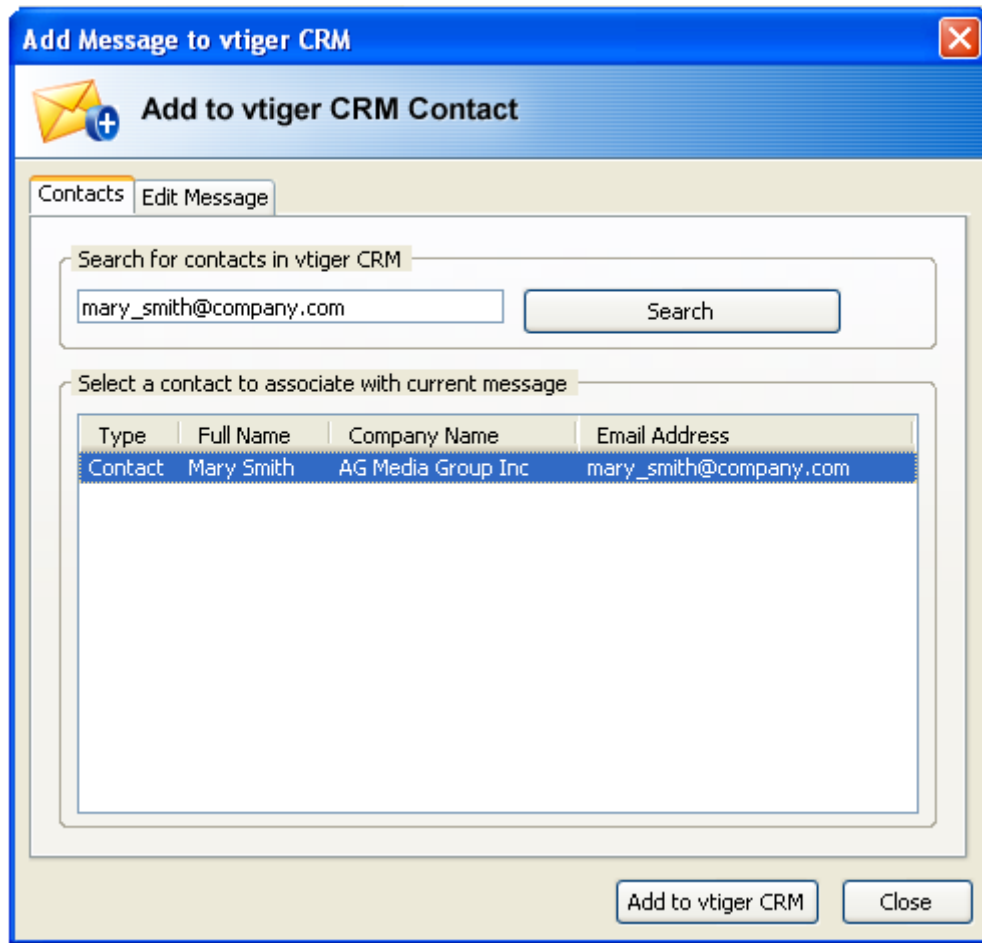 Add Message to vtiger CRM
Add to vtiger CRM Contact
Contacts Edit Message
Search for contacts in vtiger CRM
mary_smith@company.com Search
Select a contact to associate with current message
Type Full Name Company Name Email Address
Contact Mary Smith AG Media Group Inc mary_smith@company.com
Add to vtiger CRM Close